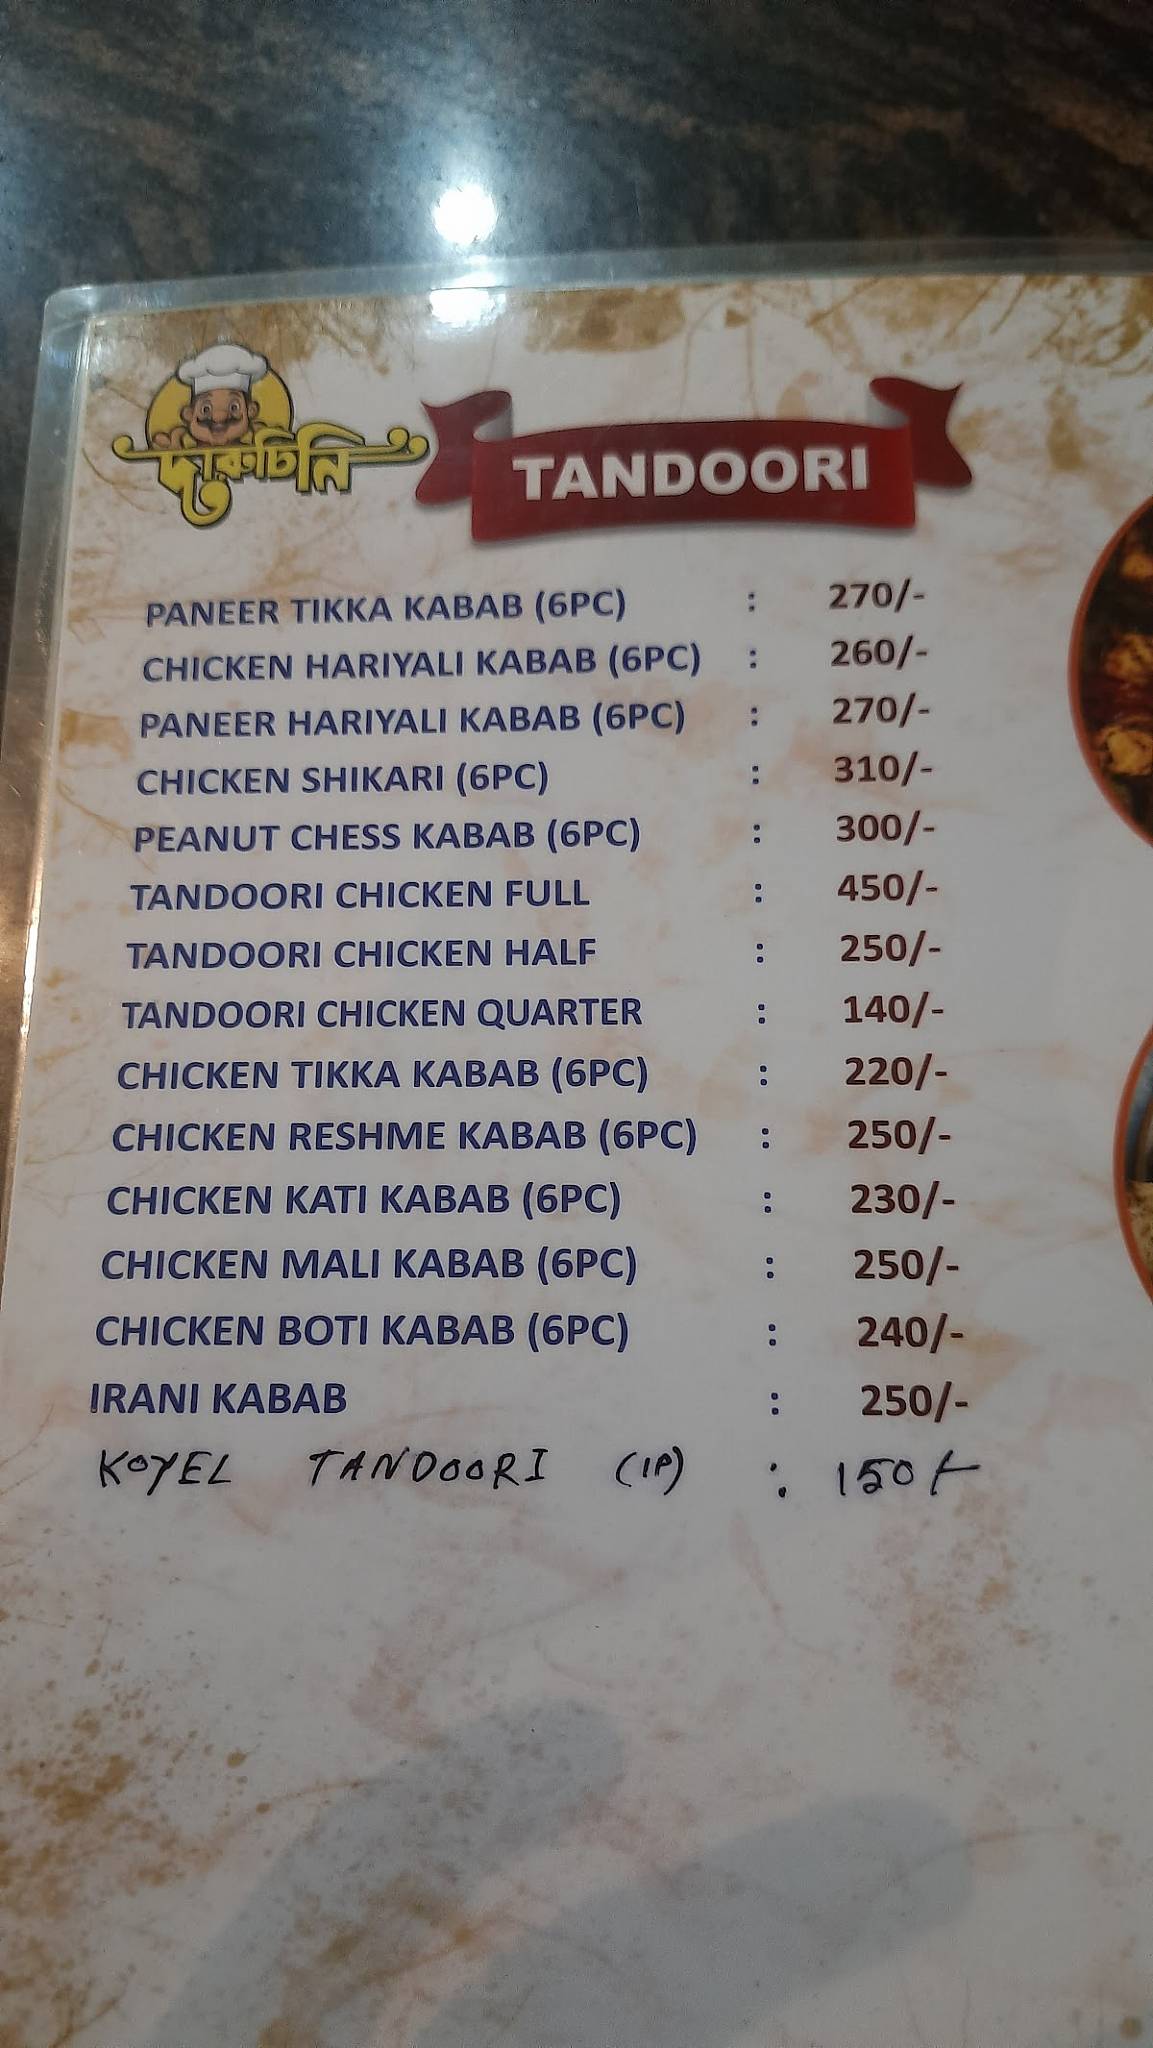 দারুচিনি
TANDOORI
PANEER TIKKA KABAB (6PC) : 270/-
CHICKEN HARIYALI KABAB (6PC) : 260/-
PANEER HARIYALI KABAB (6PC) : 270/-
CHICKEN SHIKARI (6PC) : 310/-
PEANUT CHESS KABAB (6PC) : 300/-
TANDOORI CHICKEN FULL : 450/-
TANDOORI CHICKEN HALF : 250/-
TANDOORI CHICKEN QUARTER : 140/-
CHICKEN TIKKA KABAB (6PC) : 220/-
CHICKEN RESHME KABAB (6PC) : 250/-
CHICKEN KATI KABAB (6PC) : 230/-
CHICKEN MALI KABAB (6PC) : 250/-
CHICKEN BOTI KABAB (6PC) : 240/-
IRANI KABAB : 250/-
KOYEL TANDOORI (1P) : 150/-